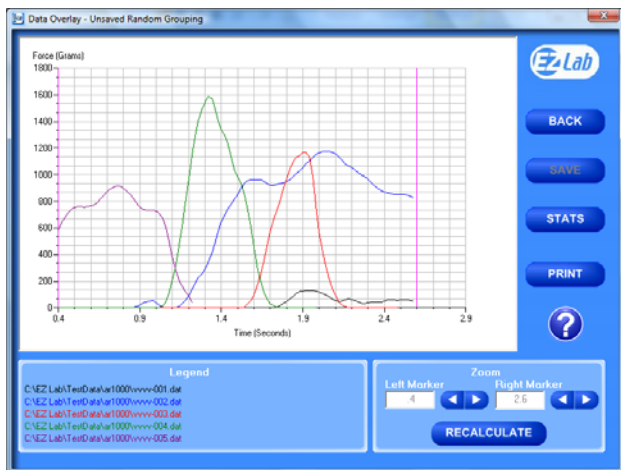 Data Overlay - Unsaved Random Grouping
Force (Grams)
1800
1600
1400
1200
1000
800
600
400
200
0
0.4 0.9 1.4 1.9 2.4 2.9
Time (Seconds)
EZ Lab
BACK
SAVE
STATS
PRINT
?
Legend
C:\EZ Lab\TestData\ar1000\vvvv-001.dat
C:\EZ Lab\TestData\ar1000\vvvv-002.dat
C:\EZ Lab\TestData\ar1000\vvvv-003.dat
C:\EZ Lab\TestData\ar1000\vvvv-004.dat
C:\EZ Lab\TestData\ar1000\vvvv-005.dat
Zoom
Left Marker Right Marker
.4 2.6
RECALCULATE